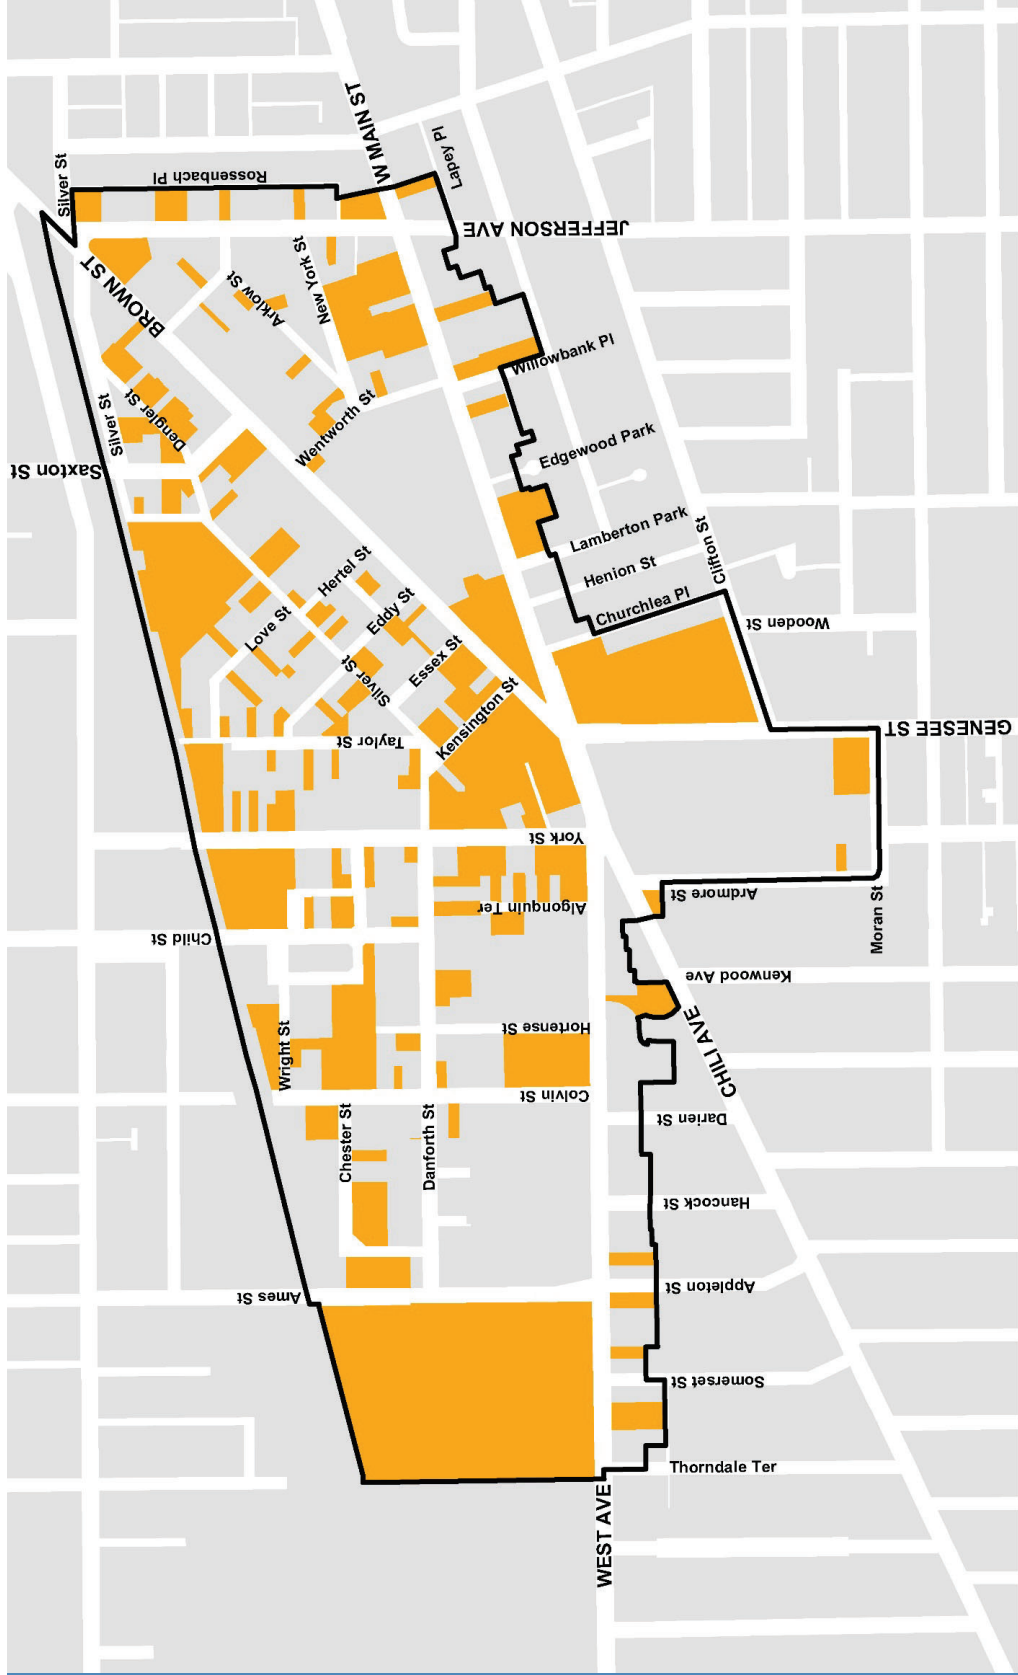 W MAIN ST
Lapey Pl
Silver St
Rossenbach Pl
JEFFERSON AVE
BROWN ST
Arklow St
New York St
Willowbank Pl
Silver St
Dengler St
Wentworth St
Saxton St
Edgewood Park
Lamberton Park
Clifton St
Henion St
Hertel St
Churchlea Pl
Eddy St
Love St
Wooden St
Essex St
Silver St
Kensington St
GENESEE ST
Taylor St
York St
Ardmore St
Algonquin Ter
Moran St
Child St
Kenwood Ave
Hortense St
Wright St
CHILI AVE
Colvin St
Darien St
Chester St
Danforth St
Hancock St
Appleton St
Ames St
Somerset St
Thorndale Ter
WEST AVE